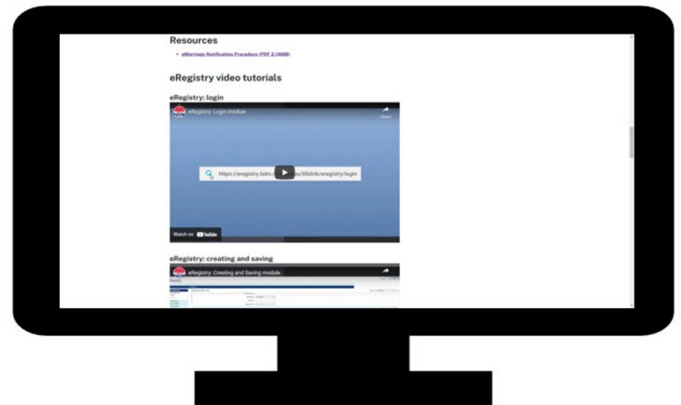 Resources
eMarriage Notification Procedure (PDF 2.14MB)
eRegistry video tutorials
eRegistry: login
eRegistry: Login module
Share
https://eregistry.bdm. au/lifelink/eregistry/login
Watch on YouTube
eRegistry: creating and saving
eRegistry: Creating and Saving module